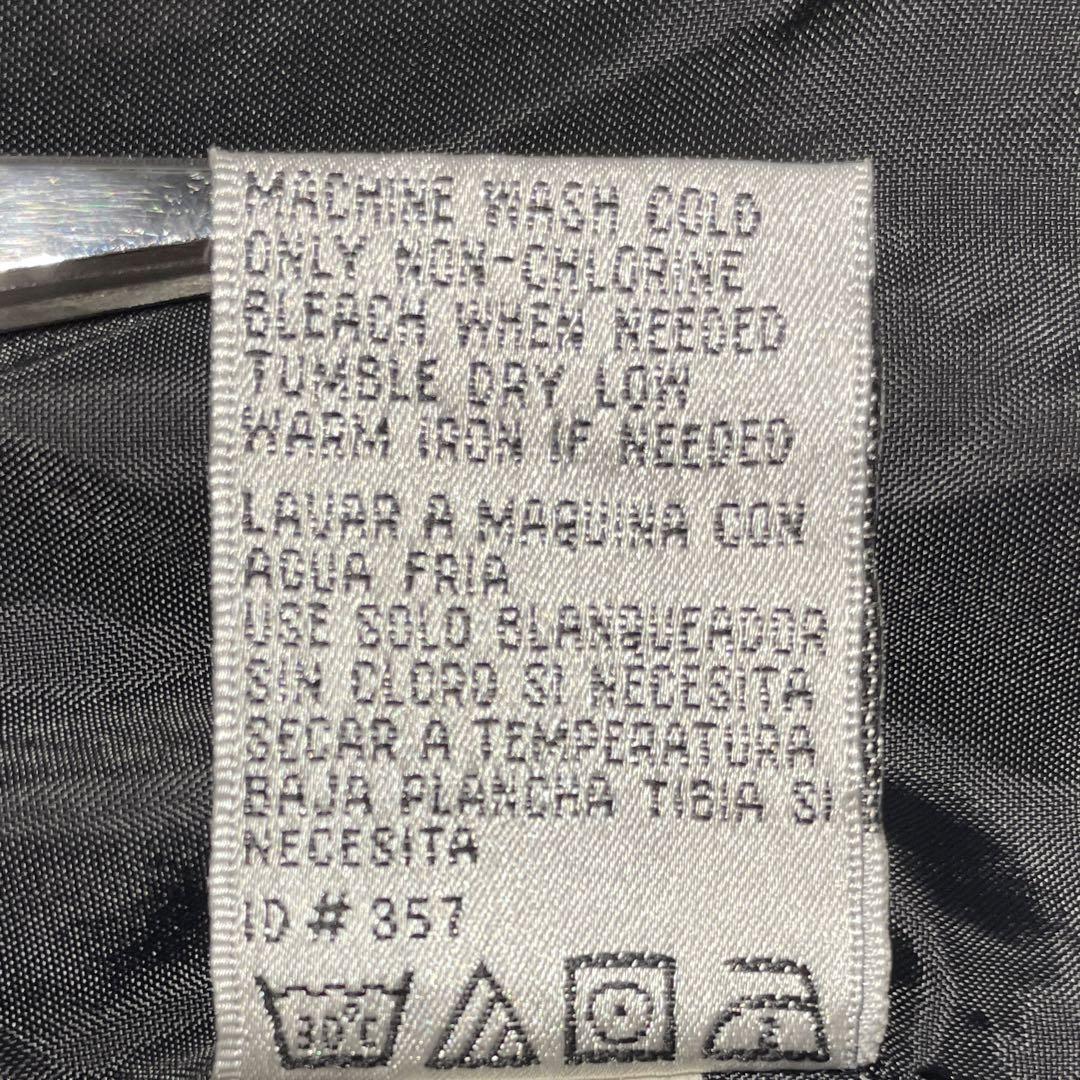 MACHINE WASH COLD
ONLY NON-CHLORINE
BLEACH WHEN NEEDED
TUMBLE DRY LOW
WARM IRON IF NEEDED
LAVAR A MAQUINA CON
AGUA FRIA
USE SOLO BLANQUEADOR
SIN CLORO SI NECESITA
SECAR A TEMPERATURA
BAJA PLANCHA TIBIA SI
NECESITA
ID # 357
30°C